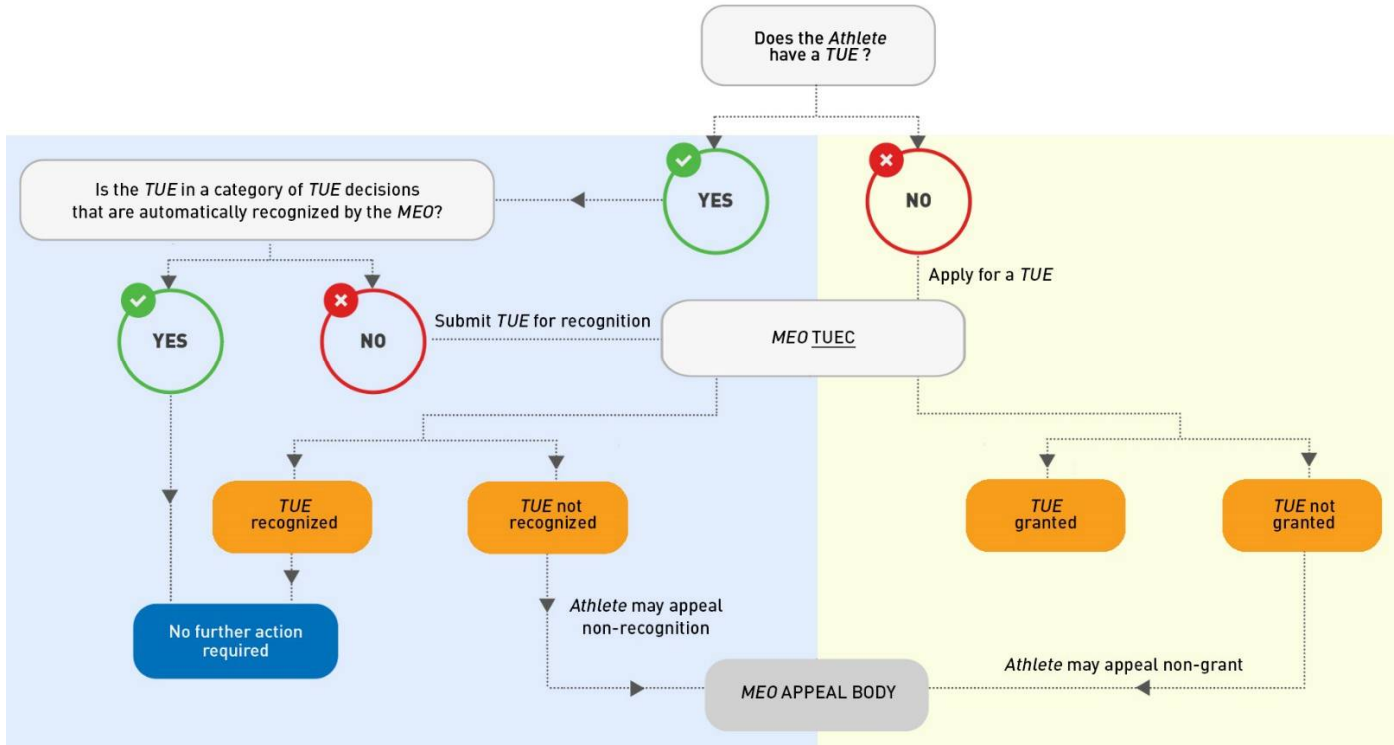 Does the Athlete
have a TUE ?
YES
NO
Is the TUE in a category of TUE decisions
that are automatically recognized by the MEO?
Apply for a TUE
YES
NO
Submit TUE for recognition
MEO TUEC
TUE
recognized
TUE not
recognized
TUE
granted
TUE not
granted
No further action
required
Athlete may appeal
non-recognition
MEO APPEAL BODY
Athlete may appeal non-grant